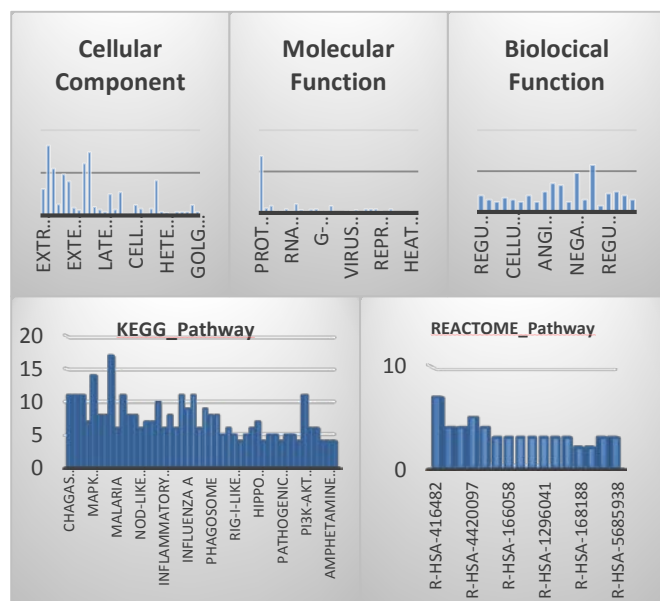 Cellular
Component
Molecular
Function
Biolocical
Function
EXTR..
EXTE..
LATE..
CELL..
HETE..
GOLG..
PROT..
RNA..
G-..
VIRUS..
REPR..
HEAT..
REGU..
CELLU..
ANGI..
NEGA..
REGU..
KEGG_Pathway
20
15
10
5
0
CHAGAS..
MAPK..
MALARIA
NOD-LIKE..
INFLAMMATORY..
INFLUENZA A
PHAGOSOME
RIG-I-LIKE..
HIPPO..
PATHOGENIC..
PI3K-AKT..
AMPHETAMINE..
REACTOME_Pathway
10
0
R-HSA-416482
R-HSA-4420097
R-HSA-166058
R-HSA-1296041
R-HSA-168188
R-HSA-5685938